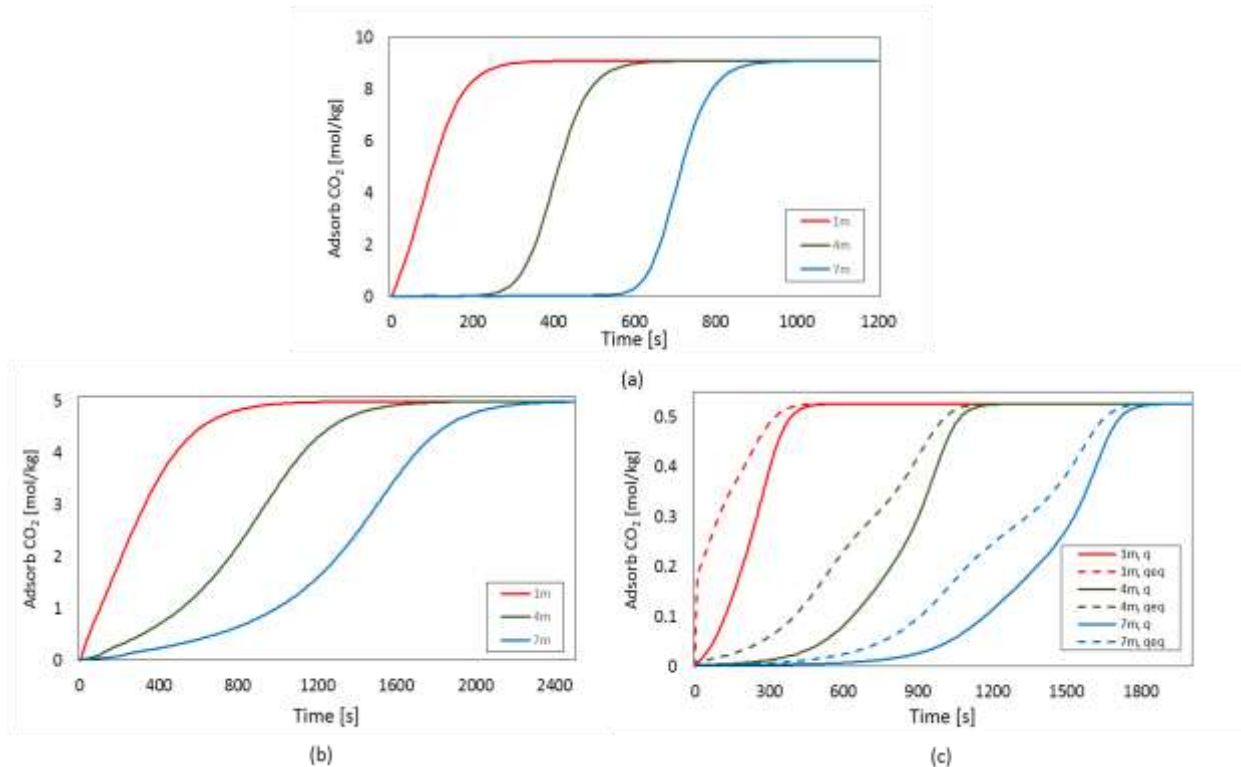 10
8
6
4
2
0
Adsorb CO₂ [mol/kg]
1m
4m
7m
0 200 400 600 800 1000 1200
Time [s]
(a)
5
4
3
2
1
0
Adsorb CO₂ [mol/kg]
1m
4m
7m
0 400 800 1200 1600 2000 2400
Time [s]
(b)
0.5
0.4
0.3
0.2
0.1
0
Adsorb CO₂ [mol/kg]
1m, q
1m, qeq
4m, q
4m, qeq
7m, q
7m, qeq
0 300 600 900 1200 1500 1800
Time [s]
(c)